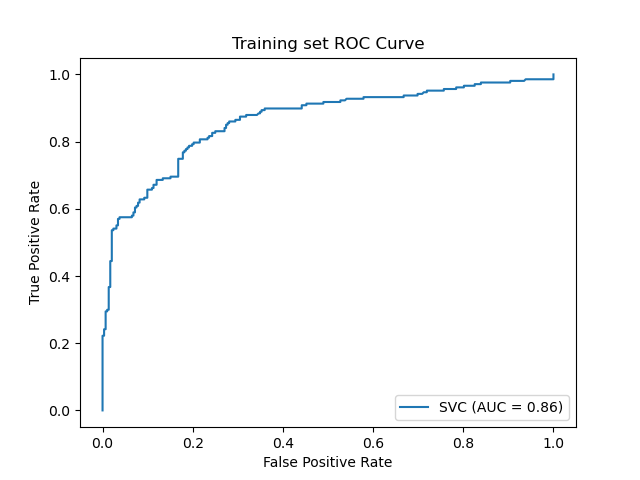 Training set ROC Curve
1.0
0.8
0.6
0.4
0.2
0.0
True Positive Rate
SVC (AUC = 0.86)
0.0 0.2 0.4 0.6 0.8 1.0
False Positive Rate